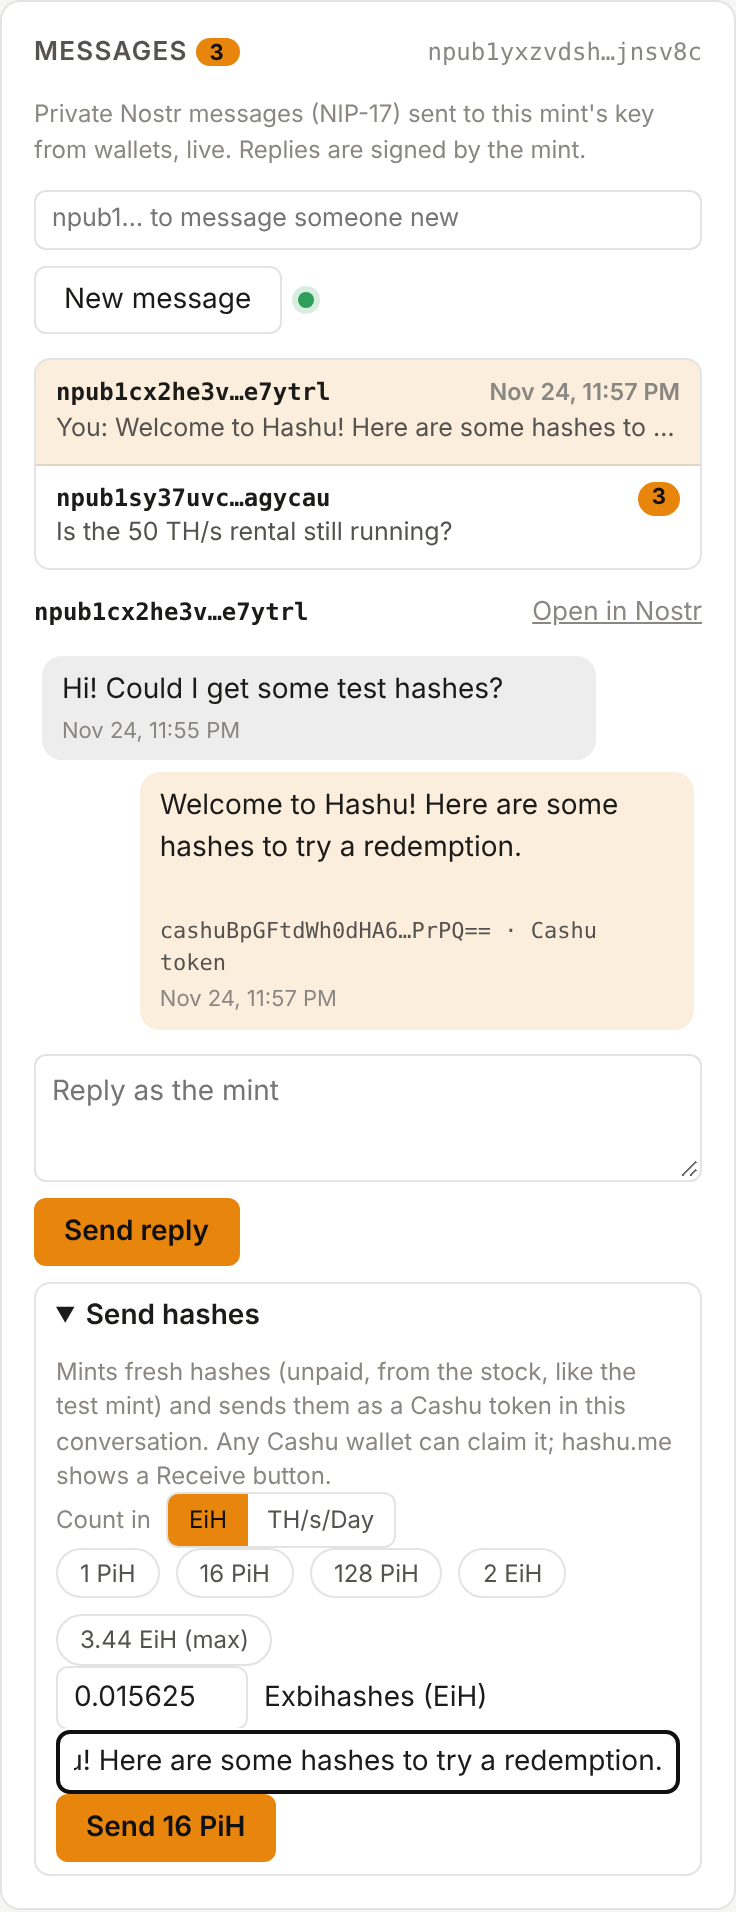 MESSAGES 3 npub1yxzvdsh…jnsv8c
Private Nostr messages (NIP-17) sent to this mint's key
from wallets, live. Replies are signed by the mint.
npub1... to message someone new
New message
npub1cx2he3v…e7ytrl Nov 24, 11:57 PM
You: Welcome to Hashu! Here are some hashes to ...
npub1sy37uvc…agycau 3
Is the 50 TH/s rental still running?
npub1cx2he3v…e7ytrl Open in Nostr
Hi! Could I get some test hashes?
Nov 24, 11:55 PM
Welcome to Hashu! Here are some
hashes to try a redemption.
cashuBpGFtdWh0dHA6…PrPQ== · Cashu
token
Nov 24, 11:57 PM
Reply as the mint
Send reply
▼ Send hashes
Mints fresh hashes (unpaid, from the stock, like the
test mint) and sends them as a Cashu token in this
conversation. Any Cashu wallet can claim it; hashu.me
shows a Receive button.
Count in EiH TH/s/Day
1 PiH 16 PiH 128 PiH 2 EiH
3.44 EiH (max)
0.015625 Exbihashes (EiH)
! Here are some hashes to try a redemption.
Send 16 PiH